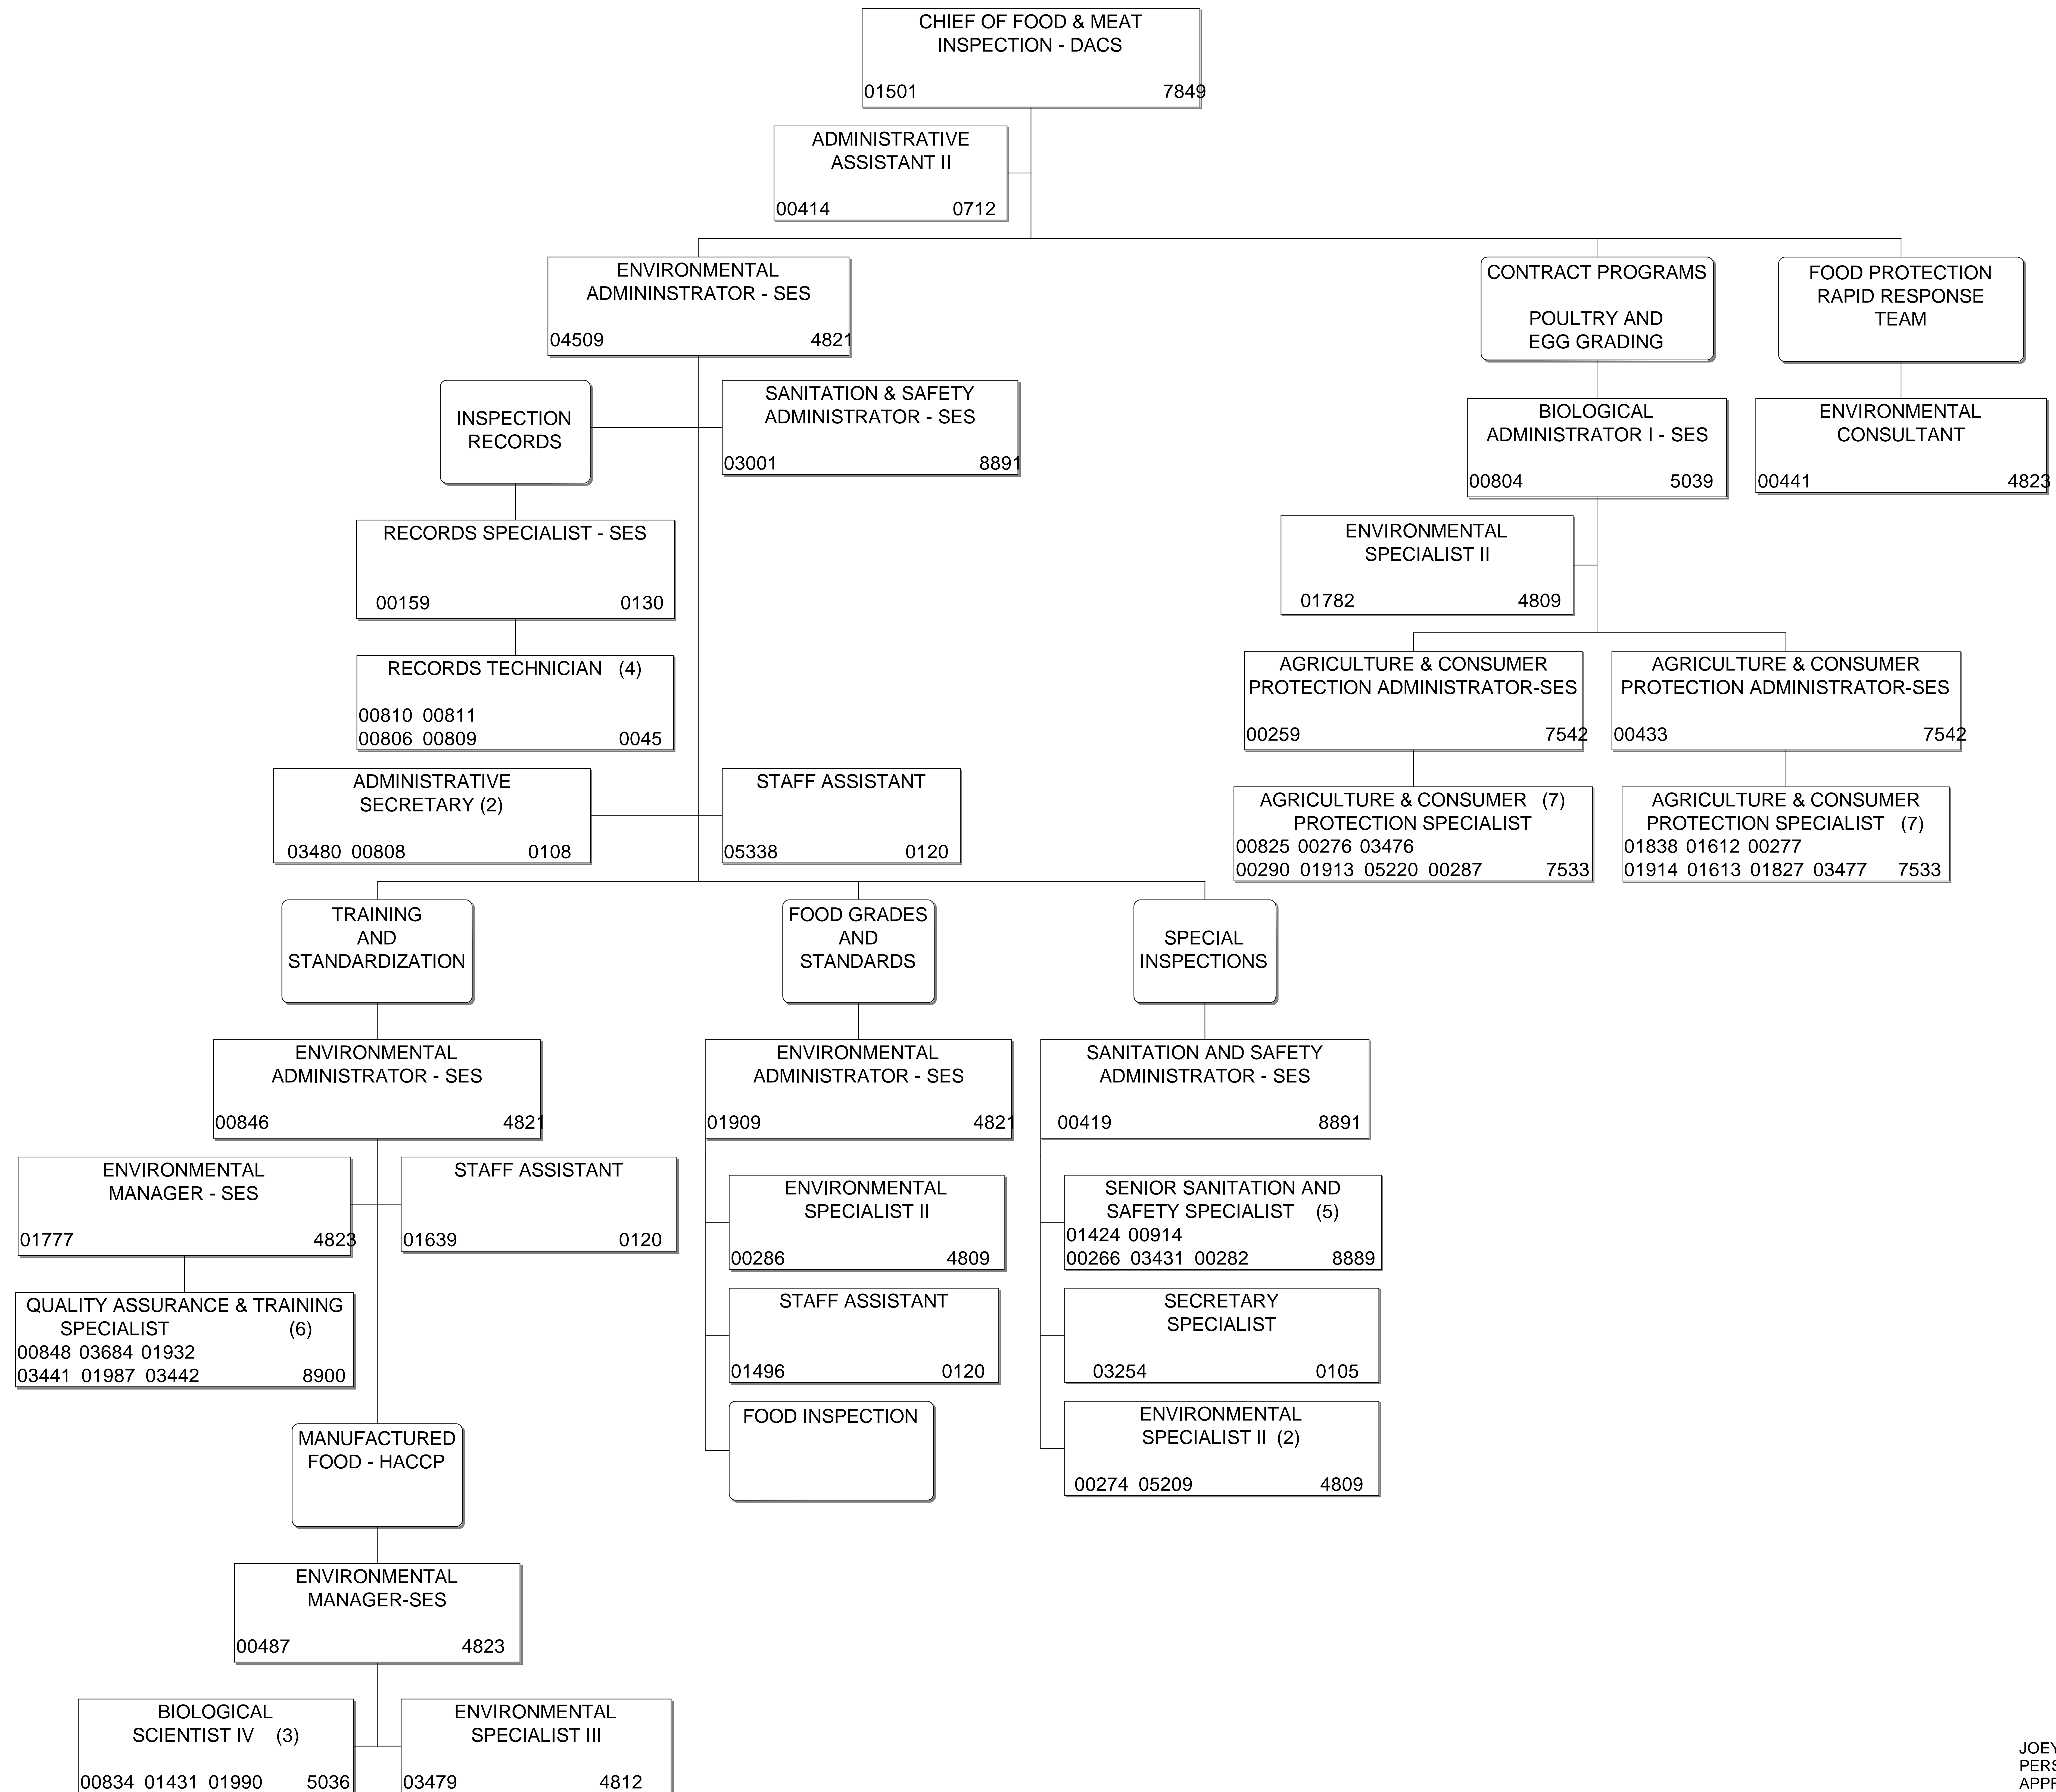 CHIEF OF FOOD & MEAT
INSPECTION - DACS
01501 7849
ADMINISTRATIVE
ASSISTANT II
00414 0712
ENVIRONMENTAL
ADMININSTRATOR - SES
04509 4821
CONTRACT PROGRAMS
POULTRY AND
EGG GRADING
FOOD PROTECTION
RAPID RESPONSE
TEAM
INSPECTION
RECORDS
SANITATION & SAFETY
ADMINISTRATOR - SES
03001 8891
BIOLOGICAL
ADMINISTRATOR I - SES
00804 5039
ENVIRONMENTAL
CONSULTANT
00441 4823
RECORDS SPECIALIST - SES
00159 0130
ENVIRONMENTAL
SPECIALIST II
01782 4809
RECORDS TECHNICIAN (4)
00810 00811
00806 00809 0045
AGRICULTURE & CONSUMER
PROTECTION ADMINISTRATOR-SES
00259 7542
AGRICULTURE & CONSUMER
PROTECTION ADMINISTRATOR-SES
00433 7542
ADMINISTRATIVE
SECRETARY (2)
03480 00808 0108
STAFF ASSISTANT
05338 0120
AGRICULTURE & CONSUMER (7)
PROTECTION SPECIALIST
00825 00276 03476
00290 01913 05220 00287 7533
AGRICULTURE & CONSUMER
PROTECTION SPECIALIST (7)
01838 01612 00277
01914 01613 01827 03477 7533
TRAINING
AND
STANDARDIZATION
FOOD GRADES
AND
STANDARDS
SPECIAL
INSPECTIONS
ENVIRONMENTAL
ADMINISTRATOR - SES
00846 4821
ENVIRONMENTAL
ADMINISTRATOR - SES
01909 4821
SANITATION AND SAFETY
ADMINISTRATOR - SES
00419 8891
ENVIRONMENTAL
MANAGER - SES
01777 4823
STAFF ASSISTANT
01639 0120
ENVIRONMENTAL
SPECIALIST II
00286 4809
SENIOR SANITATION AND
SAFETY SPECIALIST (5)
01424 00914
00266 03431 00282 8889
QUALITY ASSURANCE & TRAINING
SPECIALIST (6)
00848 03684 01932
03441 01987 03442 8900
STAFF ASSISTANT
01496 0120
SECRETARY
SPECIALIST
03254 0105
FOOD INSPECTION
ENVIRONMENTAL
SPECIALIST II (2)
00274 05209 4809
MANUFACTURED
FOOD - HACCP
ENVIRONMENTAL
MANAGER-SES
00487 4823
BIOLOGICAL
SCIENTIST IV (3)
00834 01431 01990 5036
ENVIRONMENTAL
SPECIALIST III
03479 4812
JOEY
PERS